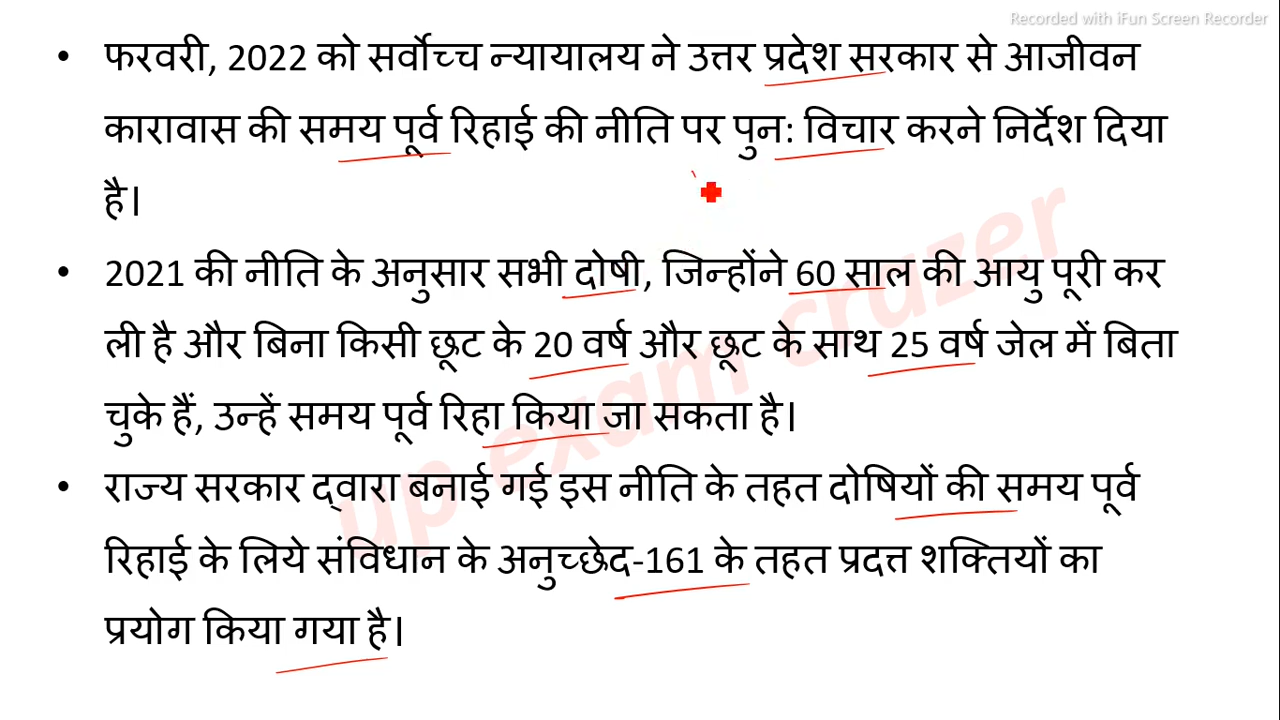 Recorded with iFun Screen Recorder
• फरवरी, 2022 को सर्वोच्च न्यायालय ने उत्तर प्रदेश सरकार से आजीवन
कारावास की समय पूर्व रिहाई की नीति पर पुन: विचार करने निर्देश दिया
है।
• 2021 की नीति के अनुसार सभी दोषी, जिन्होंने 60 साल की आयु पूरी कर
ली है और बिना किसी छूट के 20 वर्ष और छूट के साथ 25 वर्ष जेल में बिता
चुके हैं, उन्हें समय पूर्व रिहा किया जा सकता है।
• राज्य सरकार द्वारा बनाई गई इस नीति के तहत दोषियों की समय पूर्व
रिहाई के लिये संविधान के अनुच्छेद-161 के तहत प्रदत्त शक्तियों का
प्रयोग किया गया है।
up exam cruzer